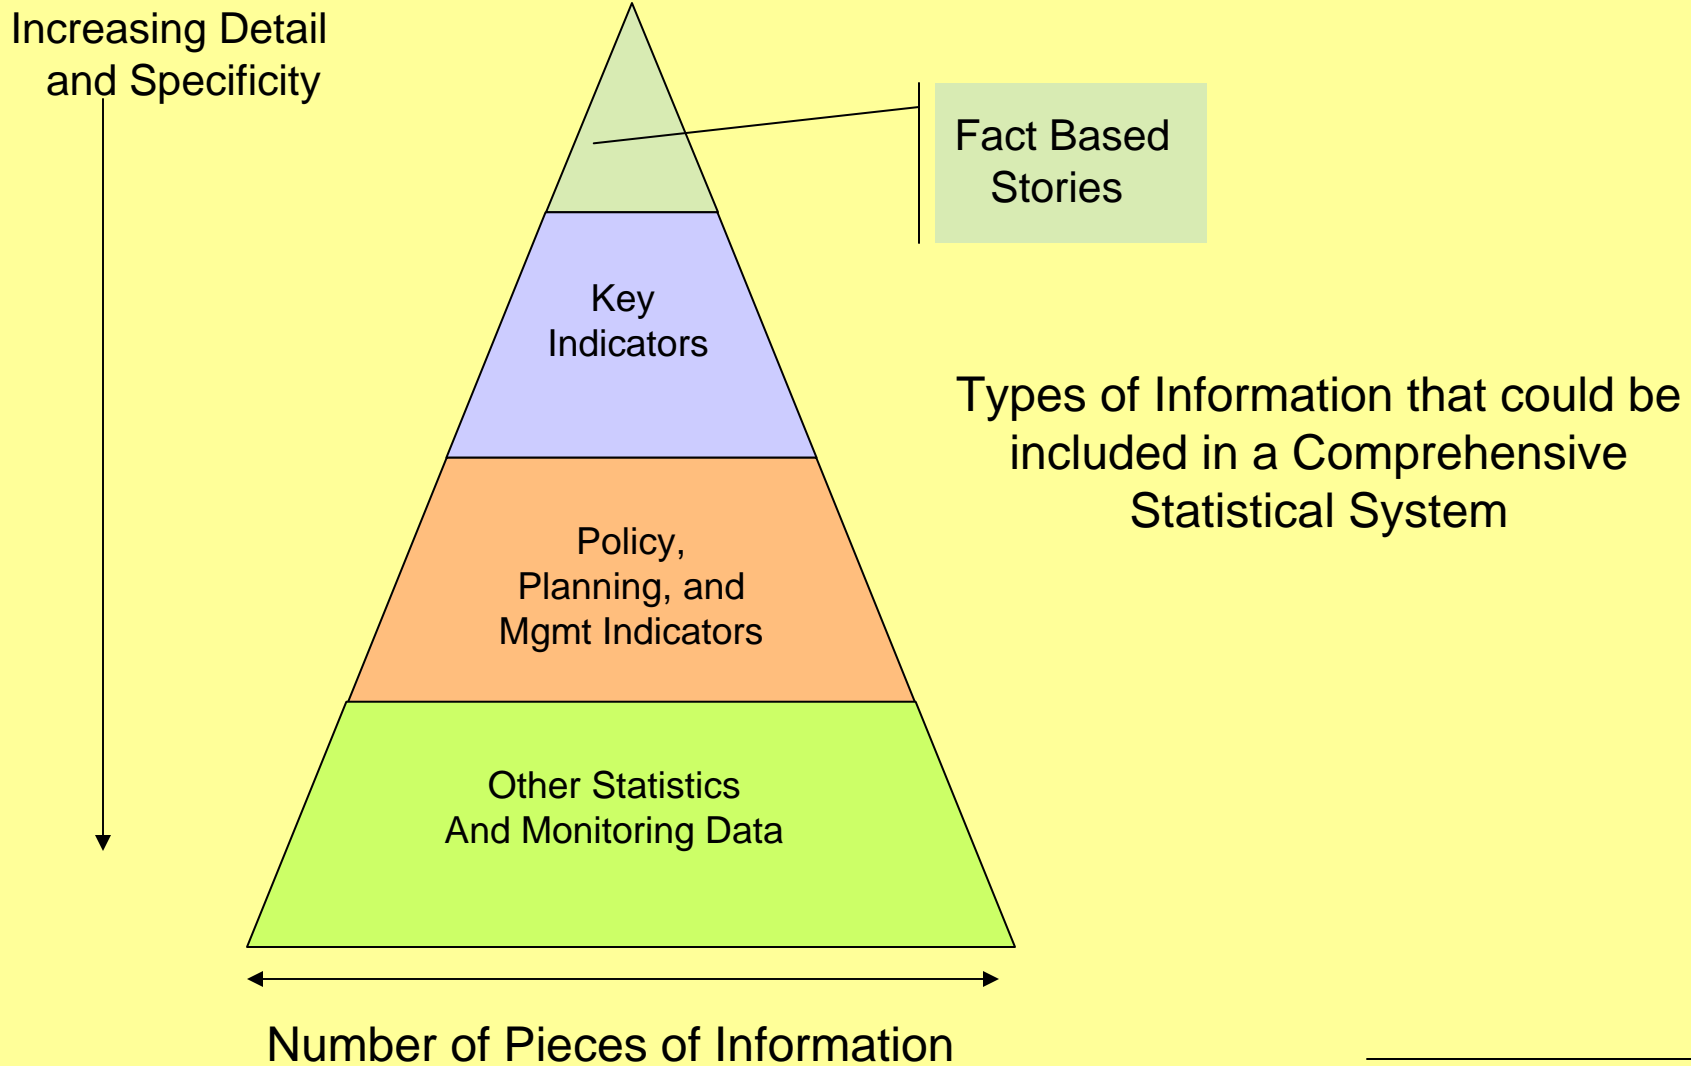 Increasing Detail
and Specificity
Fact Based
Stories
Key
Indicators
Types of Information that could be
included in a Comprehensive
Statistical System
Policy,
Planning, and
Mgmt Indicators
Other Statistics
And Monitoring Data
Number of Pieces of Information